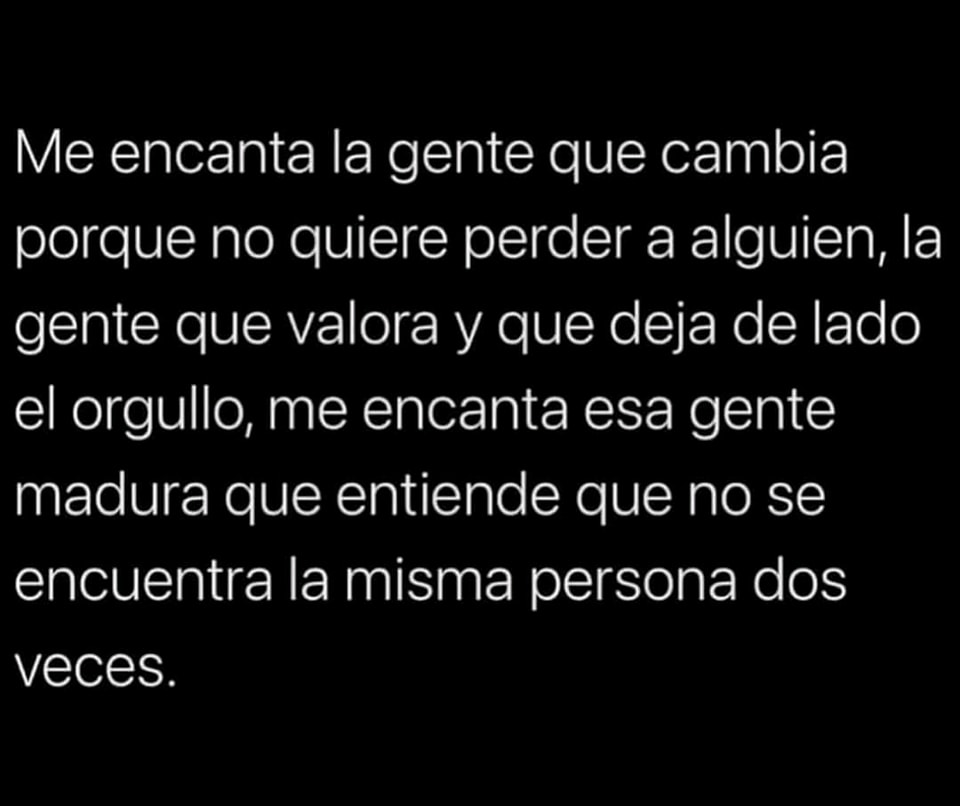 Me encanta la gente que cambia
porque no quiere perder a alguien, la
gente que valora y que deja de lado
el orgullo, me encanta esa gente
madura que entiende que no se
encuentra la misma persona dos
veces.